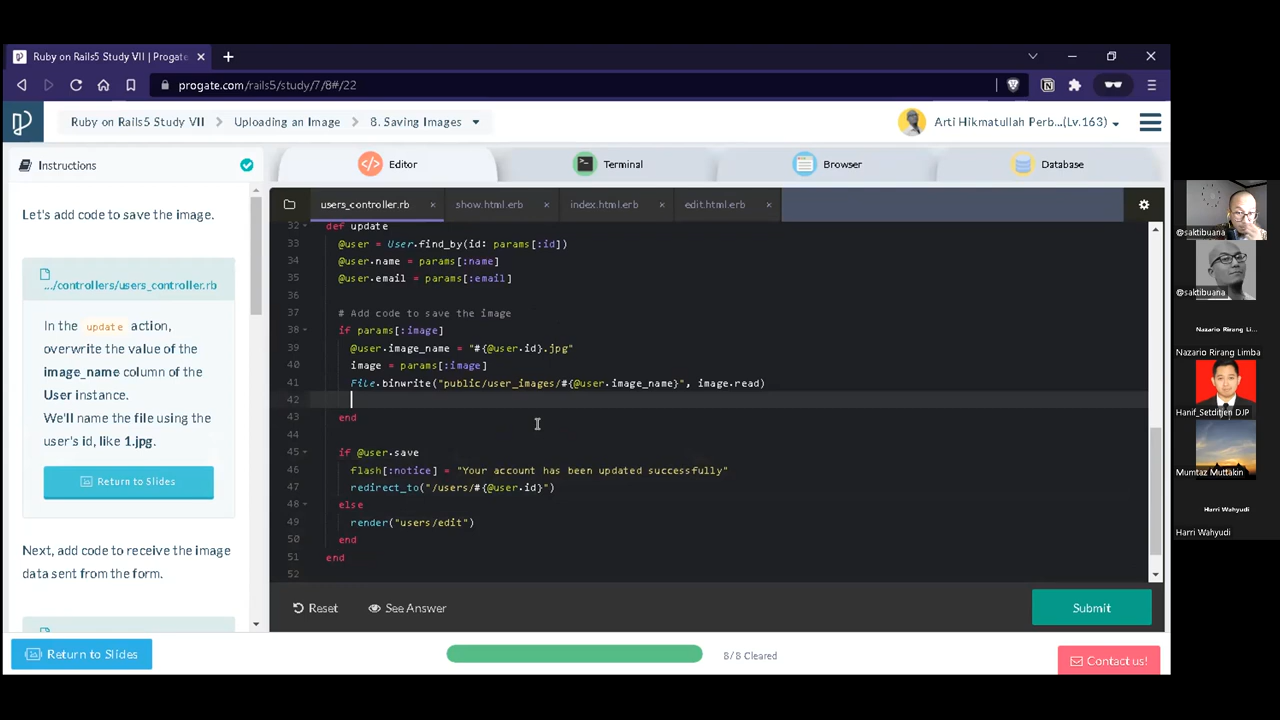 Ruby on Rails5 Study VII | Progate
progate.com/rails5/study/7/8#/22
Ruby on Rails5 Study VII
Uploading an Image
8. Saving Images
Arti Hikmatullah Perb...(Lv.163)
Instructions
Editor
Terminal
Browser
Database
Let's add code to save the image.
.../controllers/users_controller.rb
In the update action,
overwrite the value of the
image_name column of the
User instance.
We'll name the file using the
user's id, like 1.jpg.
Return to Slides
Next, add code to receive the image
data sent from the form.
users_controller.rb
show.html.erb
index.html.erb
edit.html.erb
32 def update
33 @user = User.find_by(id: params[:id])
34 @user.name = params[:name]
35 @user.email = params[:email]
36
37 # Add code to save the image
38 if params[:image]
39 @user.image_name = "#{@user.id}.jpg"
40 image = params[:image]
41 File.binwrite("public/user_images/#{@user.image_name}", image.read)
42
43 end
44
45 if @user.save
46 flash[:notice] = "Your account has been updated successfully"
47 redirect_to("/users/#{@user.id}")
48 else
49 render("users/edit")
50 end
51 end
52
Reset
See Answer
Submit
Return to Slides
8/8 Cleared
Contact us!
@saktibuana
@saktibuana
Nazario Rirang Li...
Nazario Rirang Limba
Hanif_Setditjen DJP
Mumtaz Muttakin
Harri Wahyudi
Harri Wahyudi